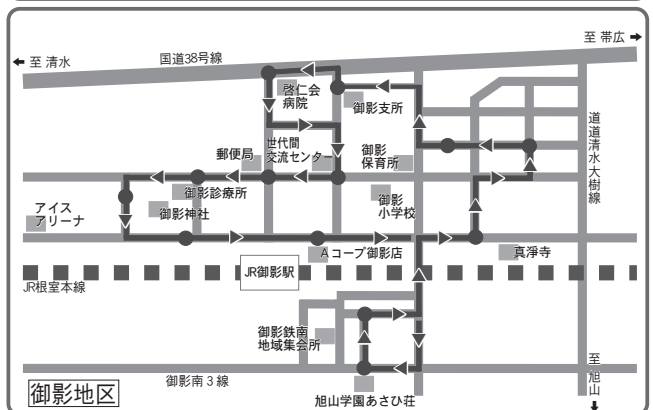 至 帯広
至 清水
国道38号線
啓仁会
病院
御影支所
道道清水大樹線
郵便局
世代間
交流センター
御影
保育所
御影診療所
御影
小学校
アイス
アリーナ
御影神社
Aコープ御影店
真淨寺
JR御影駅
JR根室本線
御影鉄南
地域集会所
至 旭山
御影南3線
御影地区
旭山学園あさひ荘